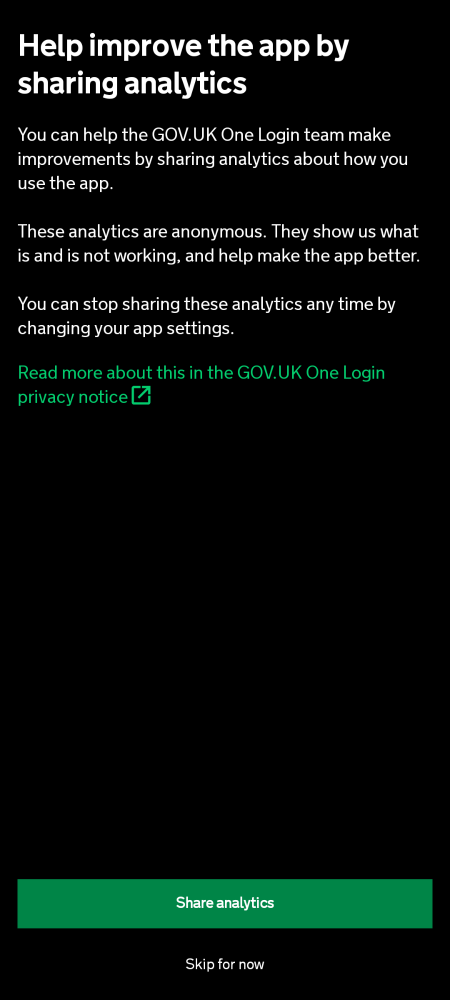 Help improve the app by
sharing analytics
You can help the GOV.UK One Login team make
improvements by sharing analytics about how you
use the app.
These analytics are anonymous. They show us what
is and is not working, and help make the app better.
You can stop sharing these analytics any time by
changing your app settings.
Read more about this in the GOV.UK One Login
privacy notice
Share analytics
Skip for now